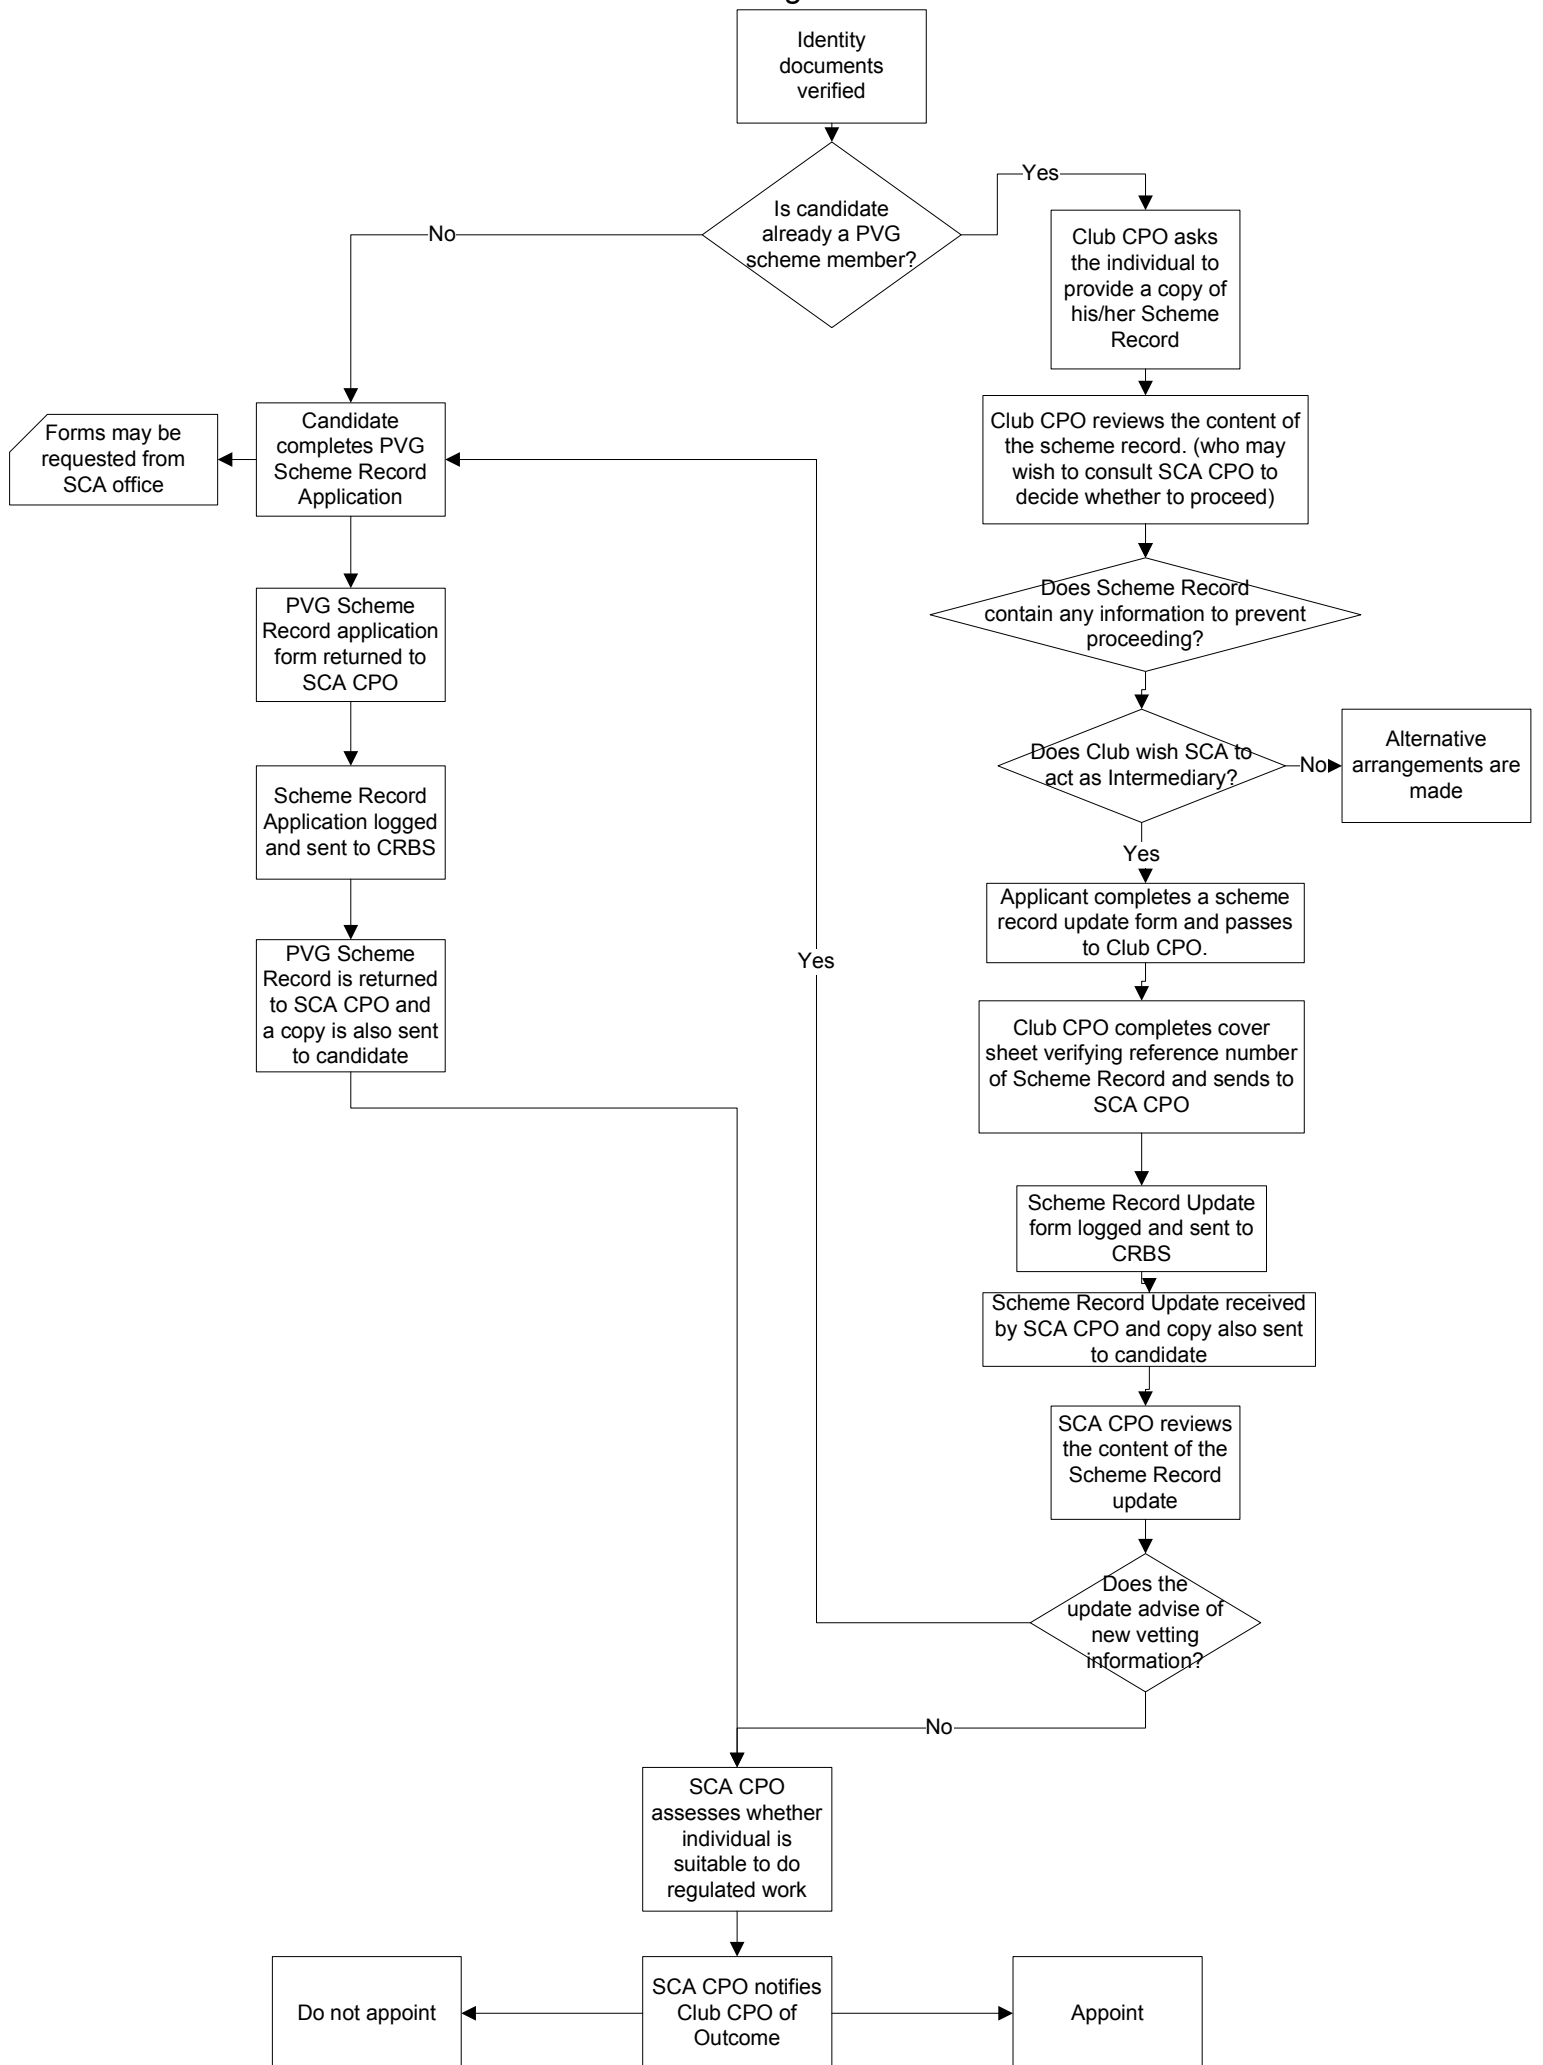 Identity
documents
verified
Is candidate
already a PVG
scheme member?
Yes
No
Club CPO asks
the individual to
provide a copy of
his/her Scheme
Record
Candidate
completes PVG
Scheme Record
Application
Forms may be
requested from
SCA office
Club CPO reviews the content of
the scheme record. (who may
wish to consult SCA CPO to
decide whether to proceed)
PVG Scheme
Record application
form returned to
SCA CPO
Does Scheme Record
contain any information to prevent
proceeding?
Does Club wish SCA to
act as Intermediary?
No
Alternative
arrangements are
made
Scheme Record
Application logged
and sent to CRBS
Yes
Applicant completes a scheme
record update form and passes
to Club CPO.
PVG Scheme
Record is returned
to SCA CPO and
a copy is also sent
to candidate
Yes
Club CPO completes cover
sheet verifying reference number
of Scheme Record and sends to
SCA CPO
Scheme Record Update
form logged and sent to
CRBS
Scheme Record Update received
by SCA CPO and copy also sent
to candidate
SCA CPO reviews
the content of the
Scheme Record
update
Does the
update advise of
new vetting
information?
No
SCA CPO
assesses whether
individual is
suitable to do
regulated work
Do not appoint
SCA CPO notifies
Club CPO of
Outcome
Appoint